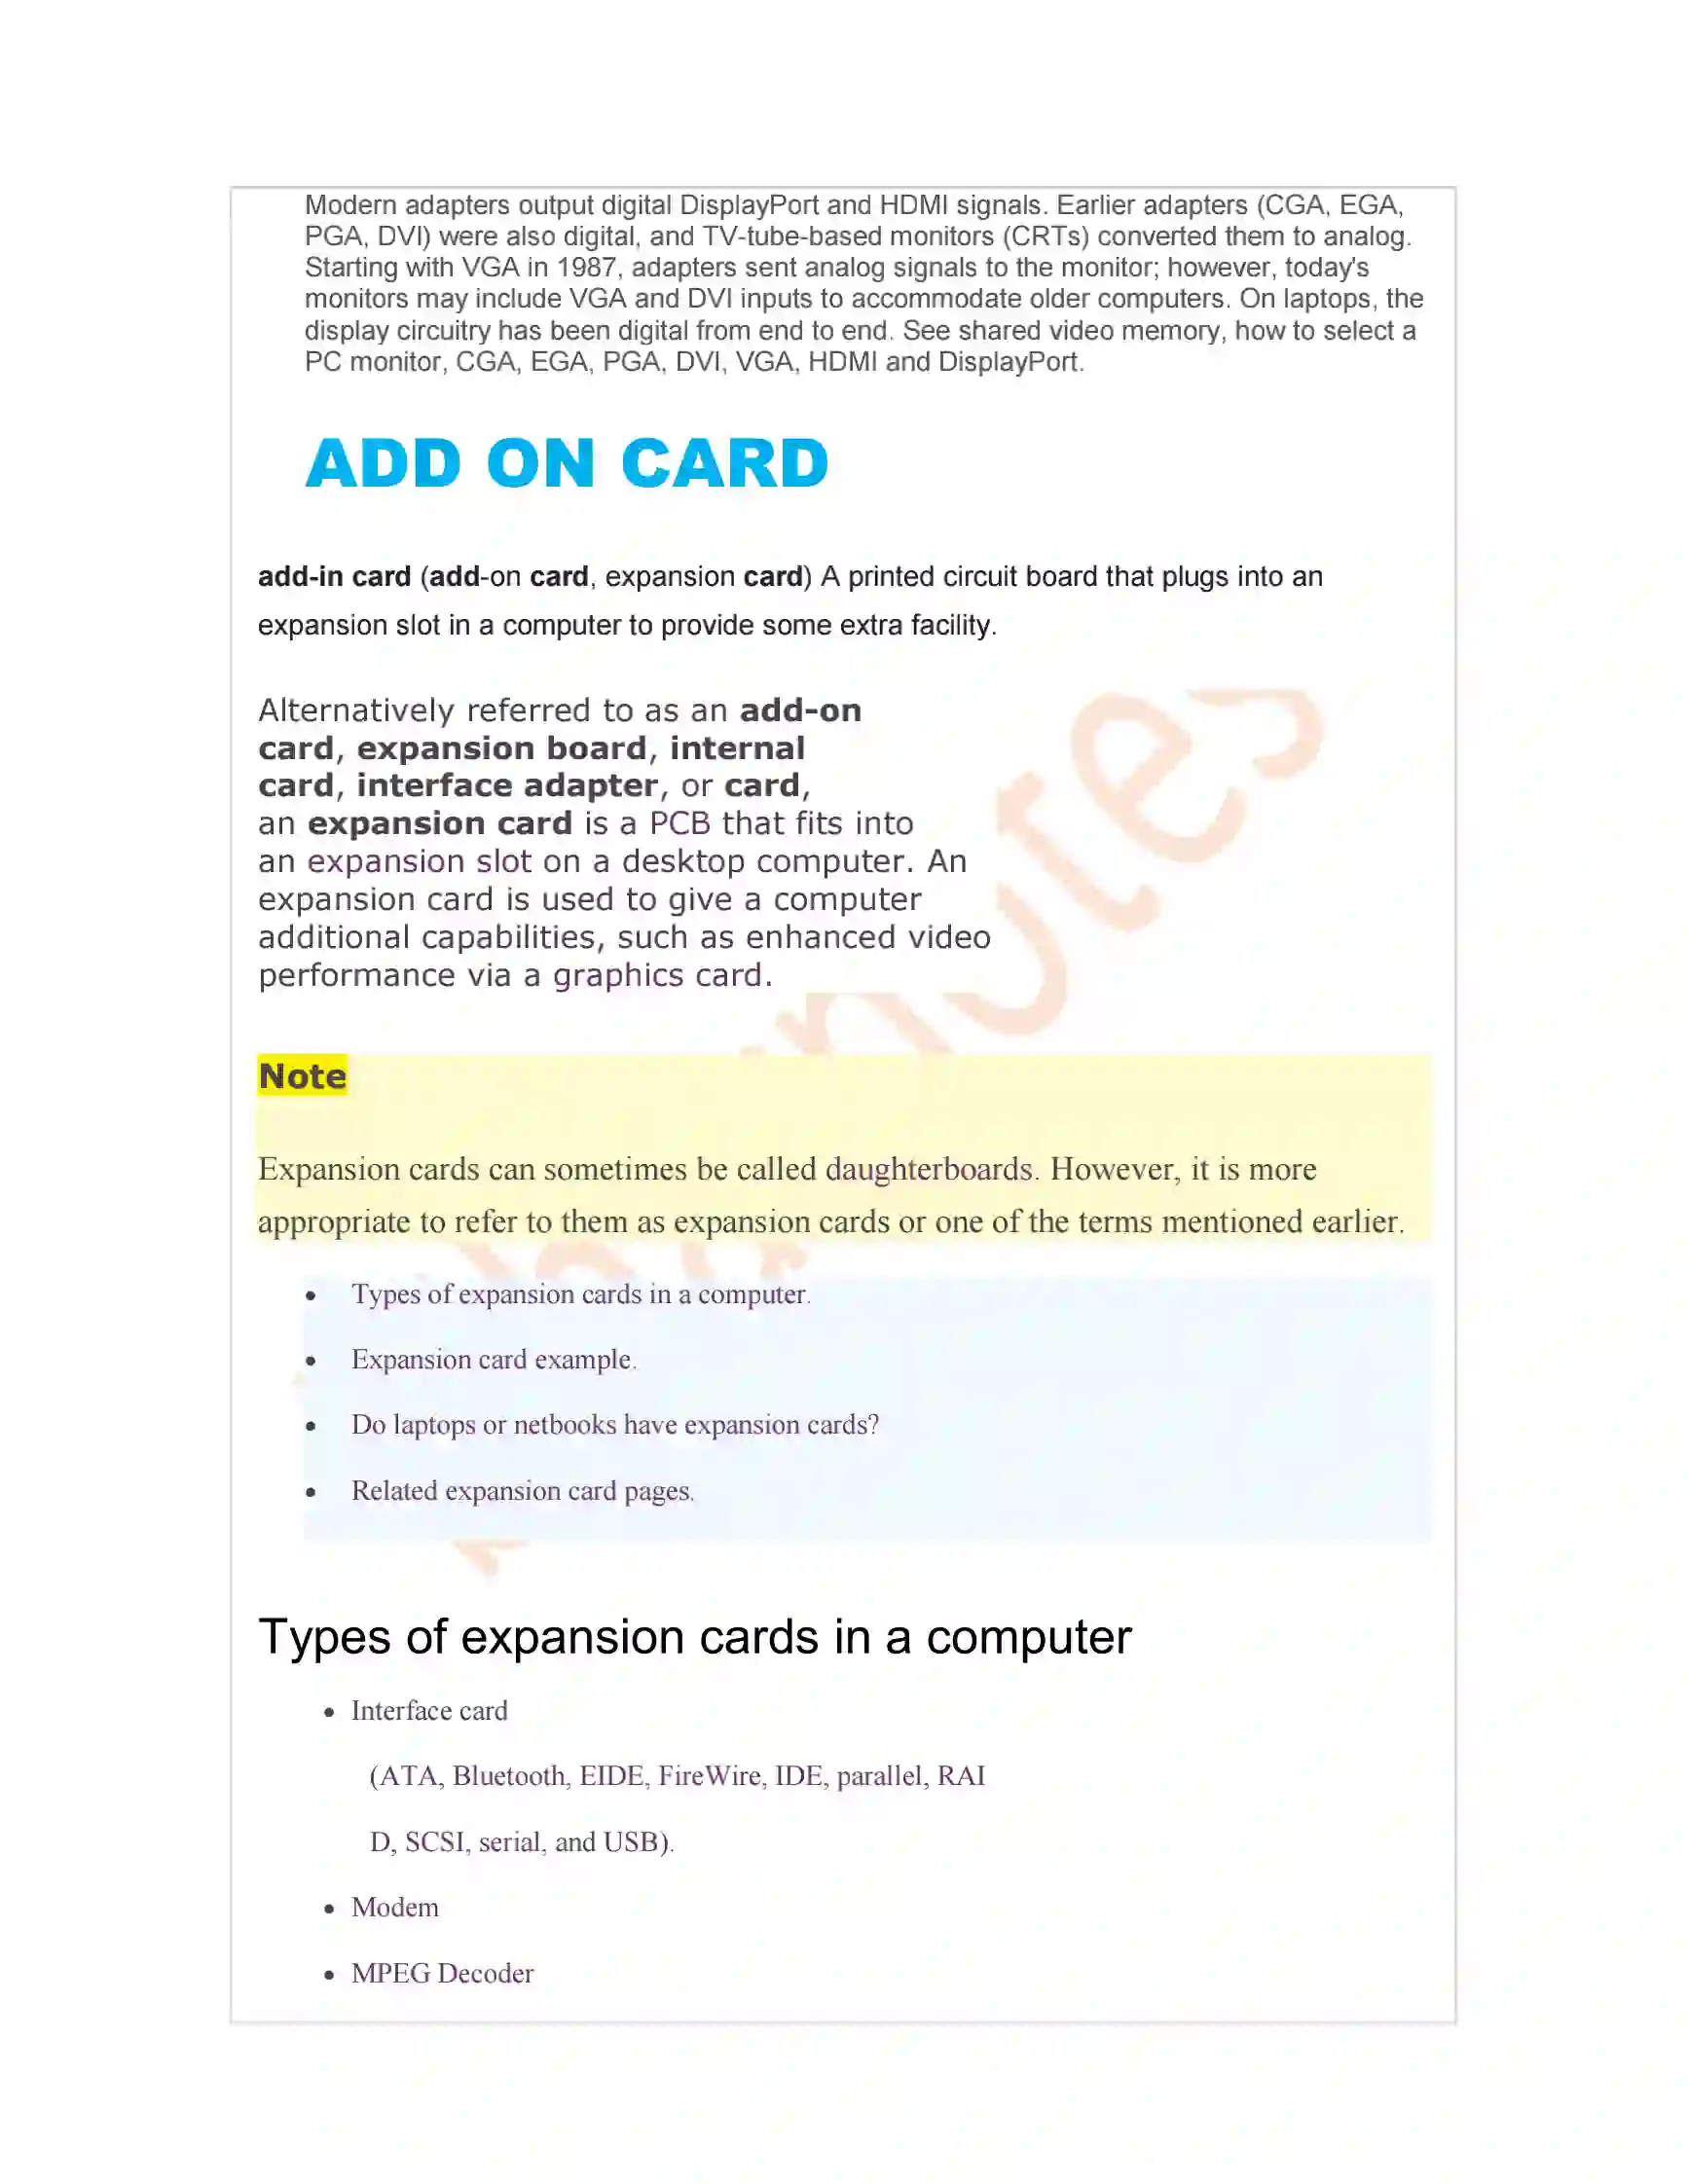 Modern adapters output digital DisplayPort and HDMI signals. Earlier adapters (CGA, EGA,
PGA, DVI) were also digital, and TV-tube-based monitors (CRTs) converted them to analog.
Starting with VGA in 1987, adapters sent analog signals to the monitor; however, today's
monitors may include VGA and DVI inputs to accommodate older computers. On laptops, the
display circuitry has been digital from end to end. See shared video memory, how to select a
PC monitor, CGA, EGA, PGA, DVI, VGA, HDMI and DisplayPort.
ADD ON CARD
add-in card (add-on card, expansion card) A printed circuit board that plugs into an
expansion slot in a computer to provide some extra facility.
Alternatively referred to as an add-on
card, expansion board, internal
card, interface adapter, or card,
an expansion card is a PCB that fits into
an expansion slot on a desktop computer. An
expansion card is used to give a computer
additional capabilities, such as enhanced video
performance via a graphics card.
Note
Expansion cards can sometimes be called daughterboards. However, it is more
appropriate to refer to them as expansion cards or one of the terms mentioned earlier.
• Types of expansion cards in a computer.
• Expansion card example.
• Do laptops or netbooks have expansion cards?
• Related expansion card pages.
Types of expansion cards in a computer
• Interface card
(ATA, Bluetooth, EIDE, FireWire, IDE, parallel, RAI
D, SCSI, serial, and USB).
• Modem
• MPEG Decoder